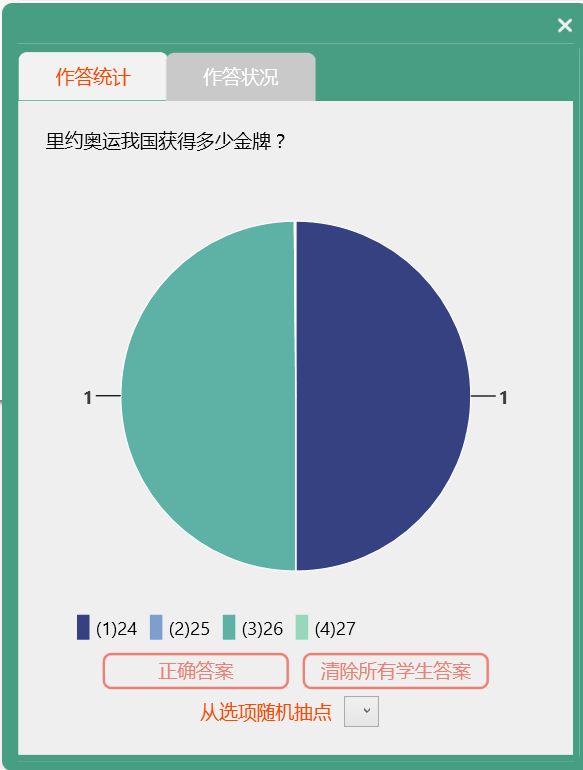 作答统计 作答状况
里约奥运我国获得多少金牌？
1 1
(1)24 (2)25 (3)26 (4)27
正确答案 清除所有学生答案
从选项随机抽点